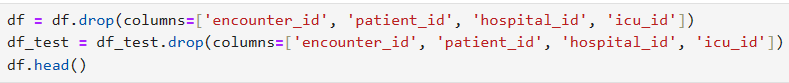 df = df.drop(columns=['encounter_id', 'patient_id', 'hospital_id', 'icu_id'])
df_test = df_test.drop(columns=['encounter_id', 'patient_id', 'hospital_id', 'icu_id'])
df.head()